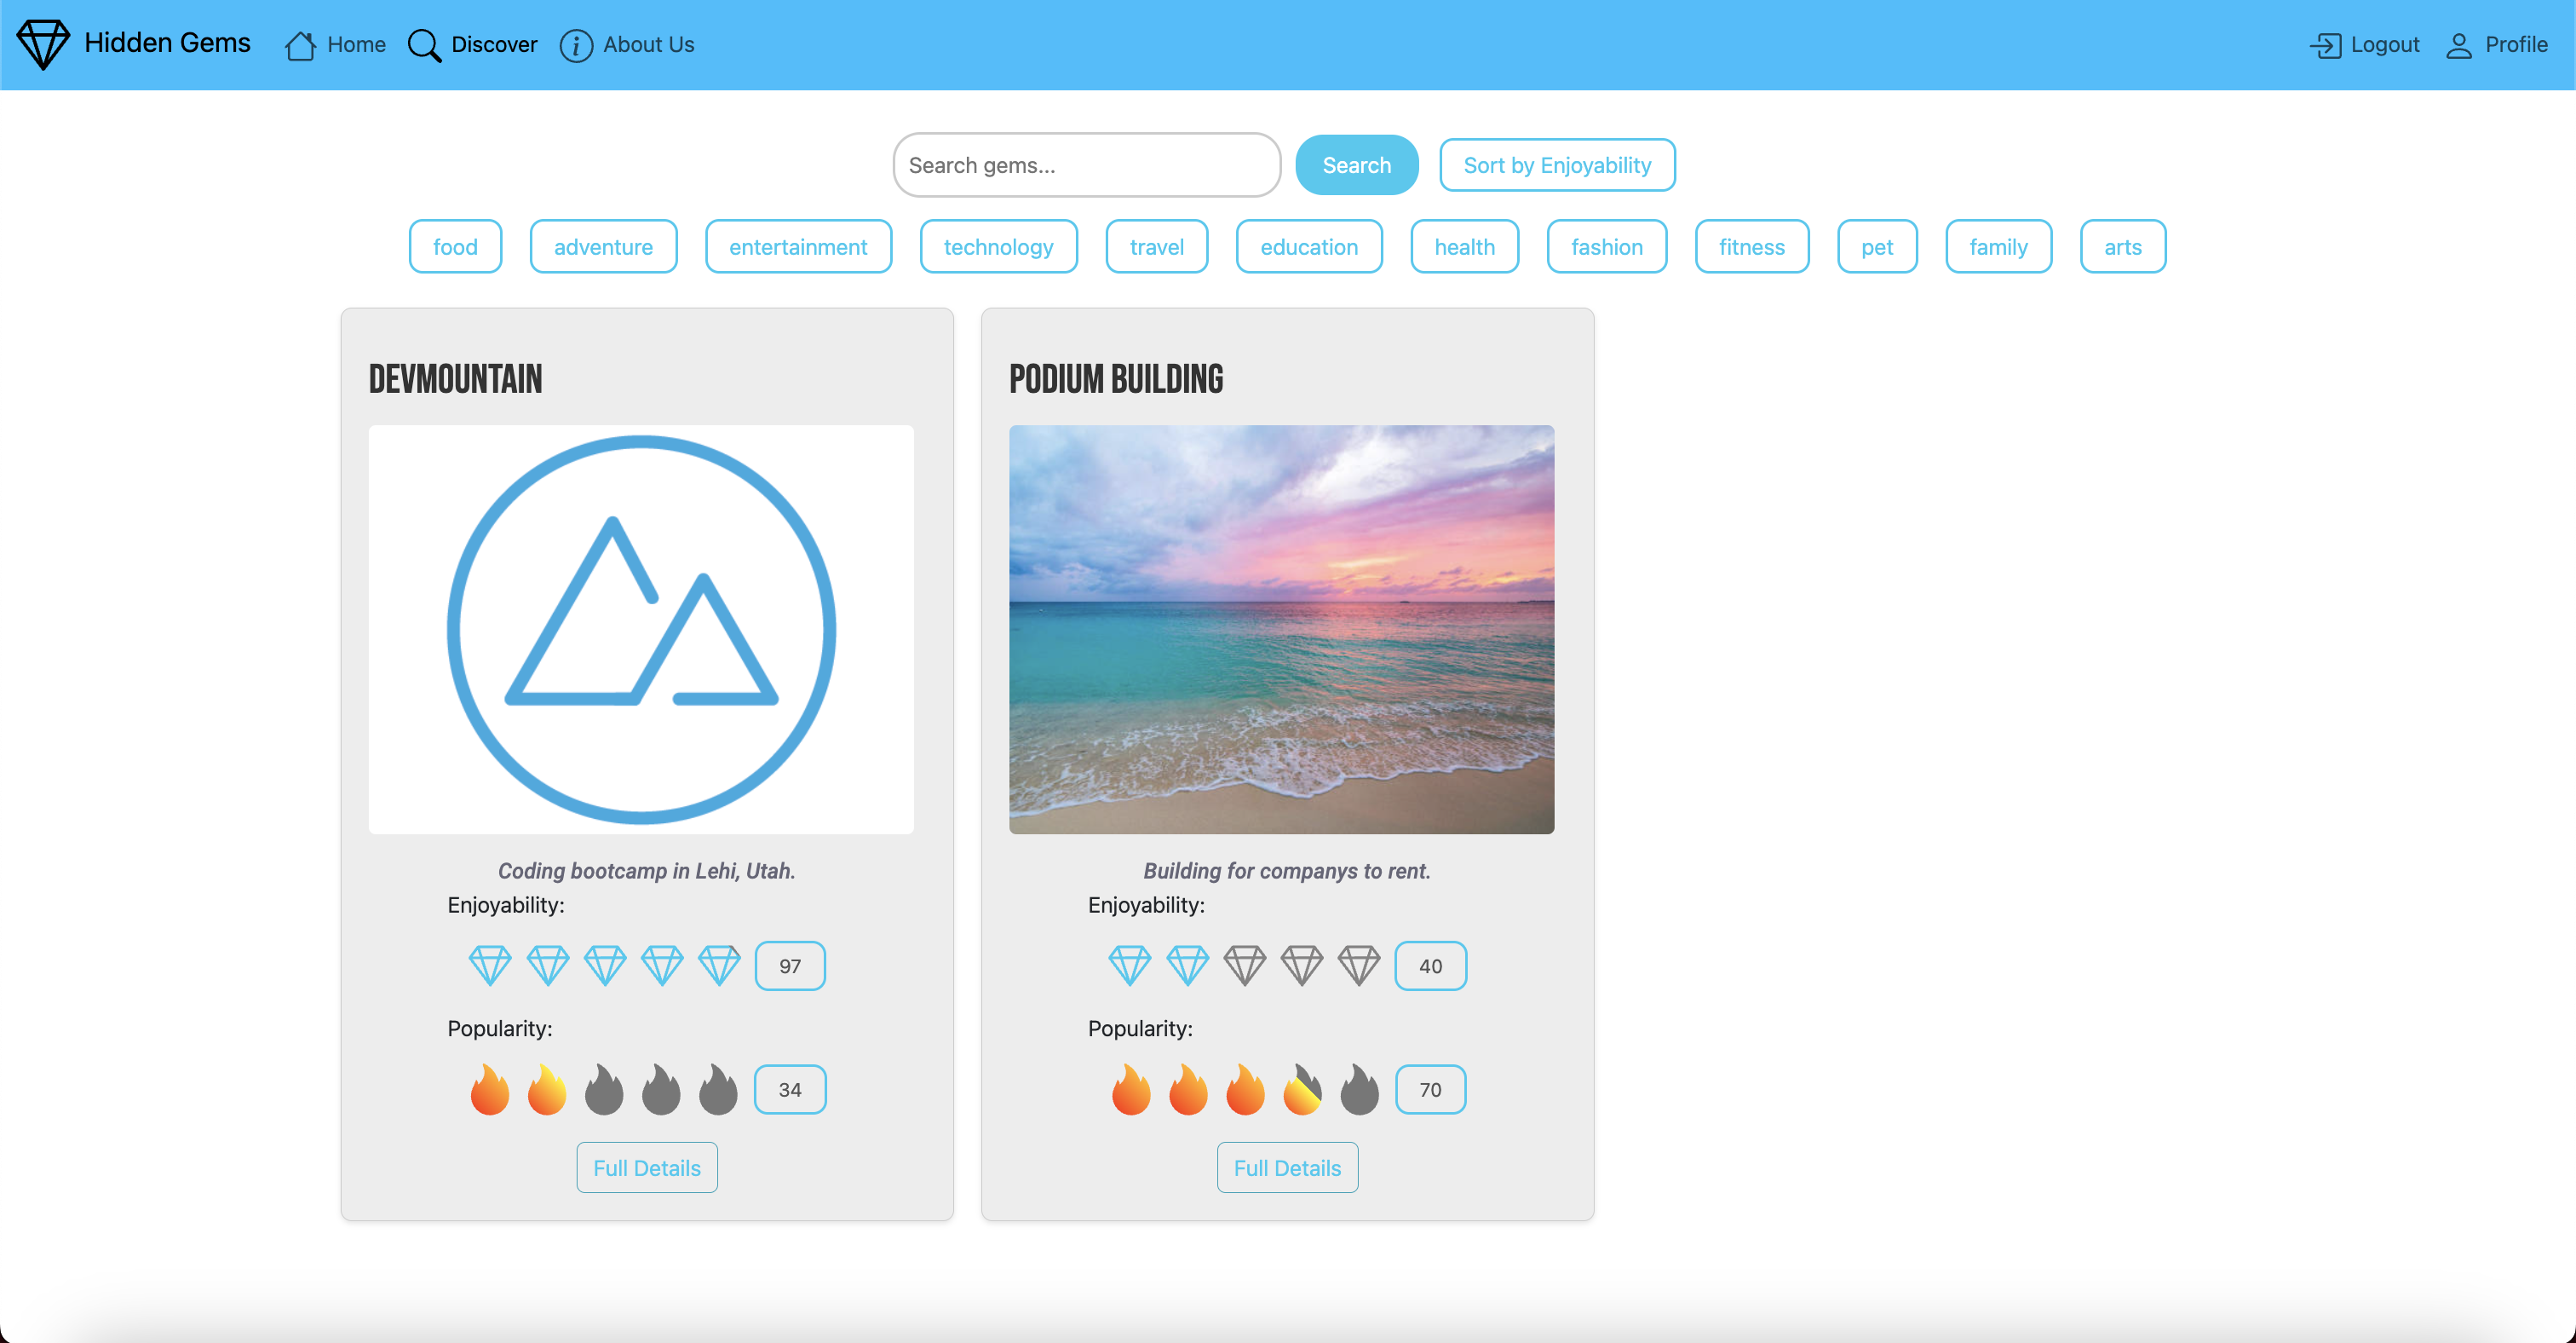 Hidden Gems Home Discover About Us Logout Profile
Search gems... Search Sort by Enjoyability
food adventure entertainment technology travel education health fashion fitness pet family arts
DEVMOUNTAIN
Coding bootcamp in Lehi, Utah.
Enjoyability:
97
Popularity:
34
Full Details
PODIUM BUILDING
Building for companys to rent.
Enjoyability:
40
Popularity:
70
Full Details